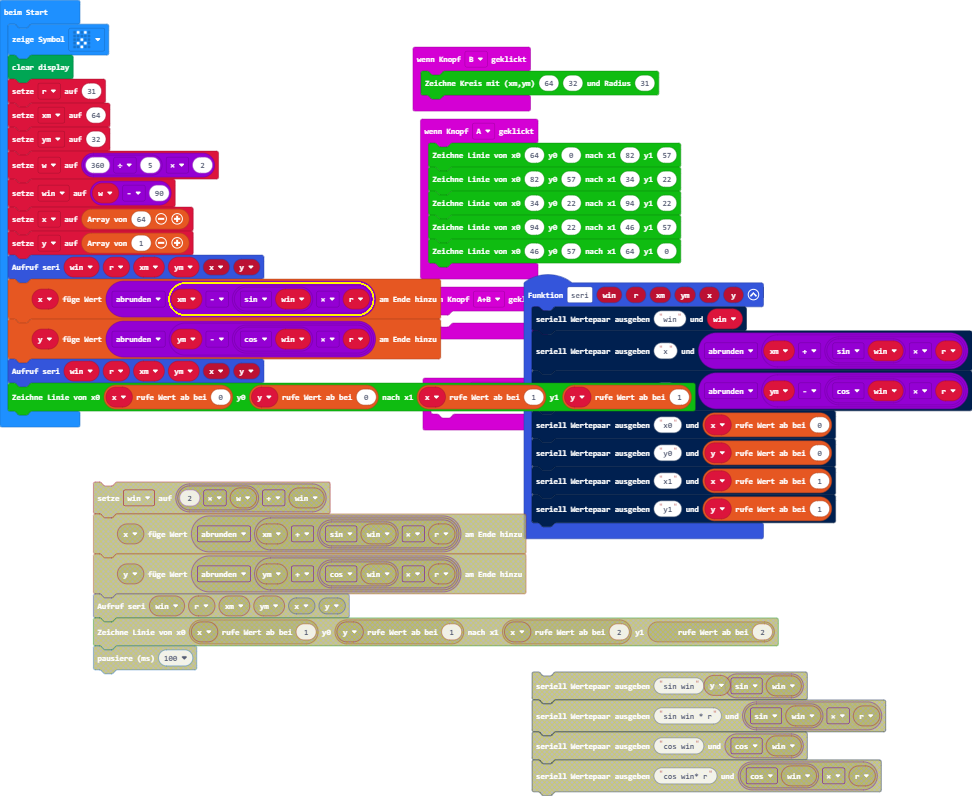 beim Start
zeige Symbol
clear display
setze r auf 31
setze xm auf 64
setze ym auf 32
setze w auf 360 ÷ 5 × 2
setze win auf w - 90
setze x auf Array von 64
setze y auf Array von 1
Aufruf seri win r xm ym x y
x füge Wert abrunden xm - sin win × r am Ende hinzu
y füge Wert abrunden ym - cos win × r am Ende hinzu
Aufruf seri win r xm ym x y
Zeichne Linie von x0 x rufe Wert ab bei 0 y0 y rufe Wert ab bei 0 nach x1 x rufe Wert ab bei 1 y1 y rufe Wert ab bei 1
wenn Knopf B geklickt
Zeichne Kreis mit (xm,ym) 64 32 und Radius 31
wenn Knopf A geklickt
Zeichne Linie von x0 64 y0 0 nach x1 82 y1 57
Zeichne Linie von x0 82 y0 57 nach x1 34 y1 22
Zeichne Linie von x0 34 y0 22 nach x1 94 y1 22
Zeichne Linie von x0 94 y0 22 nach x1 46 y1 57
Zeichne Linie von x0 46 y0 57 nach x1 64 y1 0
Knopf A+B
Funktion seri win r xm ym x y
seriell Wertepaar ausgeben "win" und win
seriell Wertepaar ausgeben "x" und abrunden xm + sin win × r
abrunden ym - cos win × r
seriell Wertepaar ausgeben "x0" und x rufe Wert ab bei 0
seriell Wertepaar ausgeben "y0" und y rufe Wert ab bei 0
seriell Wertepaar ausgeben "x1" und x rufe Wert ab bei 1
seriell Wertepaar ausgeben "y1" und y rufe Wert ab bei 1
setze win auf 2 × w + win
x füge Wert abrunden xm + sin win × r am Ende hinzu
y füge Wert abrunden ym + cos win × r am Ende hinzu
Aufruf seri win r xm ym x y
Zeichne Linie von x0 x rufe Wert ab bei 1 y0 y rufe Wert ab bei 1 nach x1 x rufe Wert ab bei 2 y1 rufe Wert ab bei 2
pausiere (ms) 100
seriell Wertepaar ausgeben "sin win" y sin win
seriell Wertepaar ausgeben "sin win * r" und sin win × r
seriell Wertepaar ausgeben "cos win" und cos win
seriell Wertepaar ausgeben "cos win* r" und cos win × r